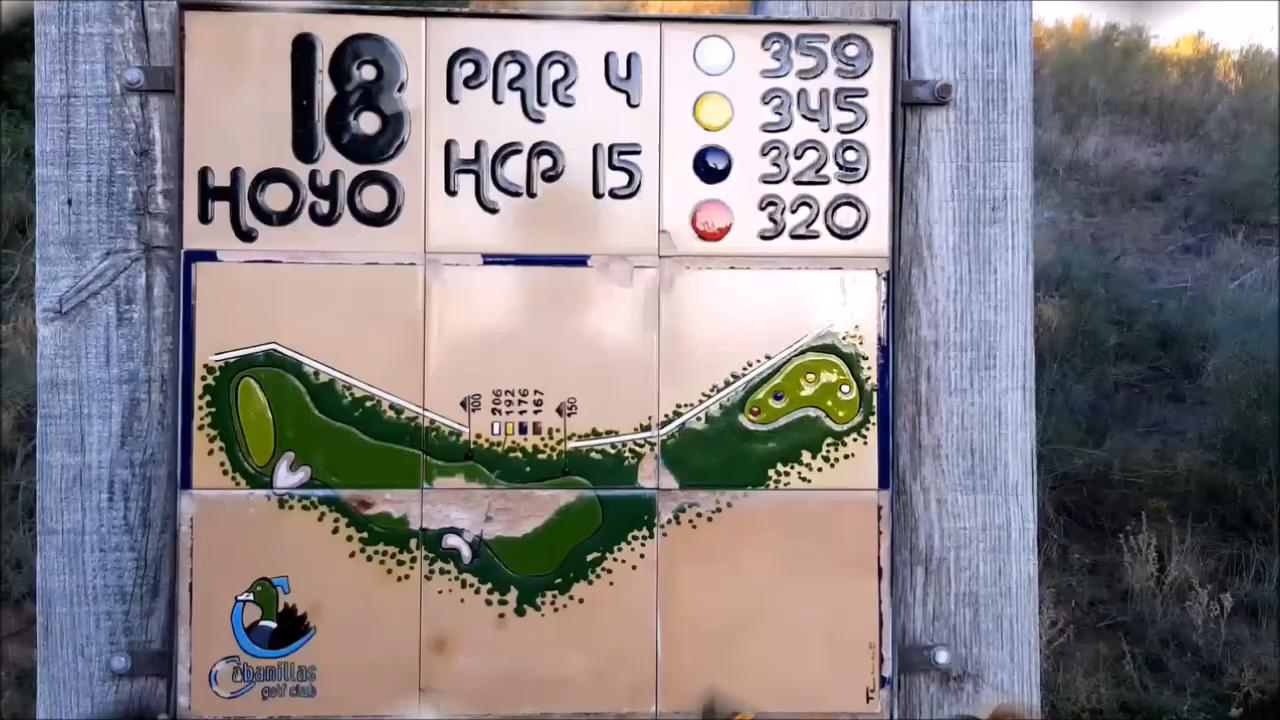 18
HOYO
PAR 4
HCP 15
359
345
329
320
100
206
192
176
167
150
Cabanillas
golf club